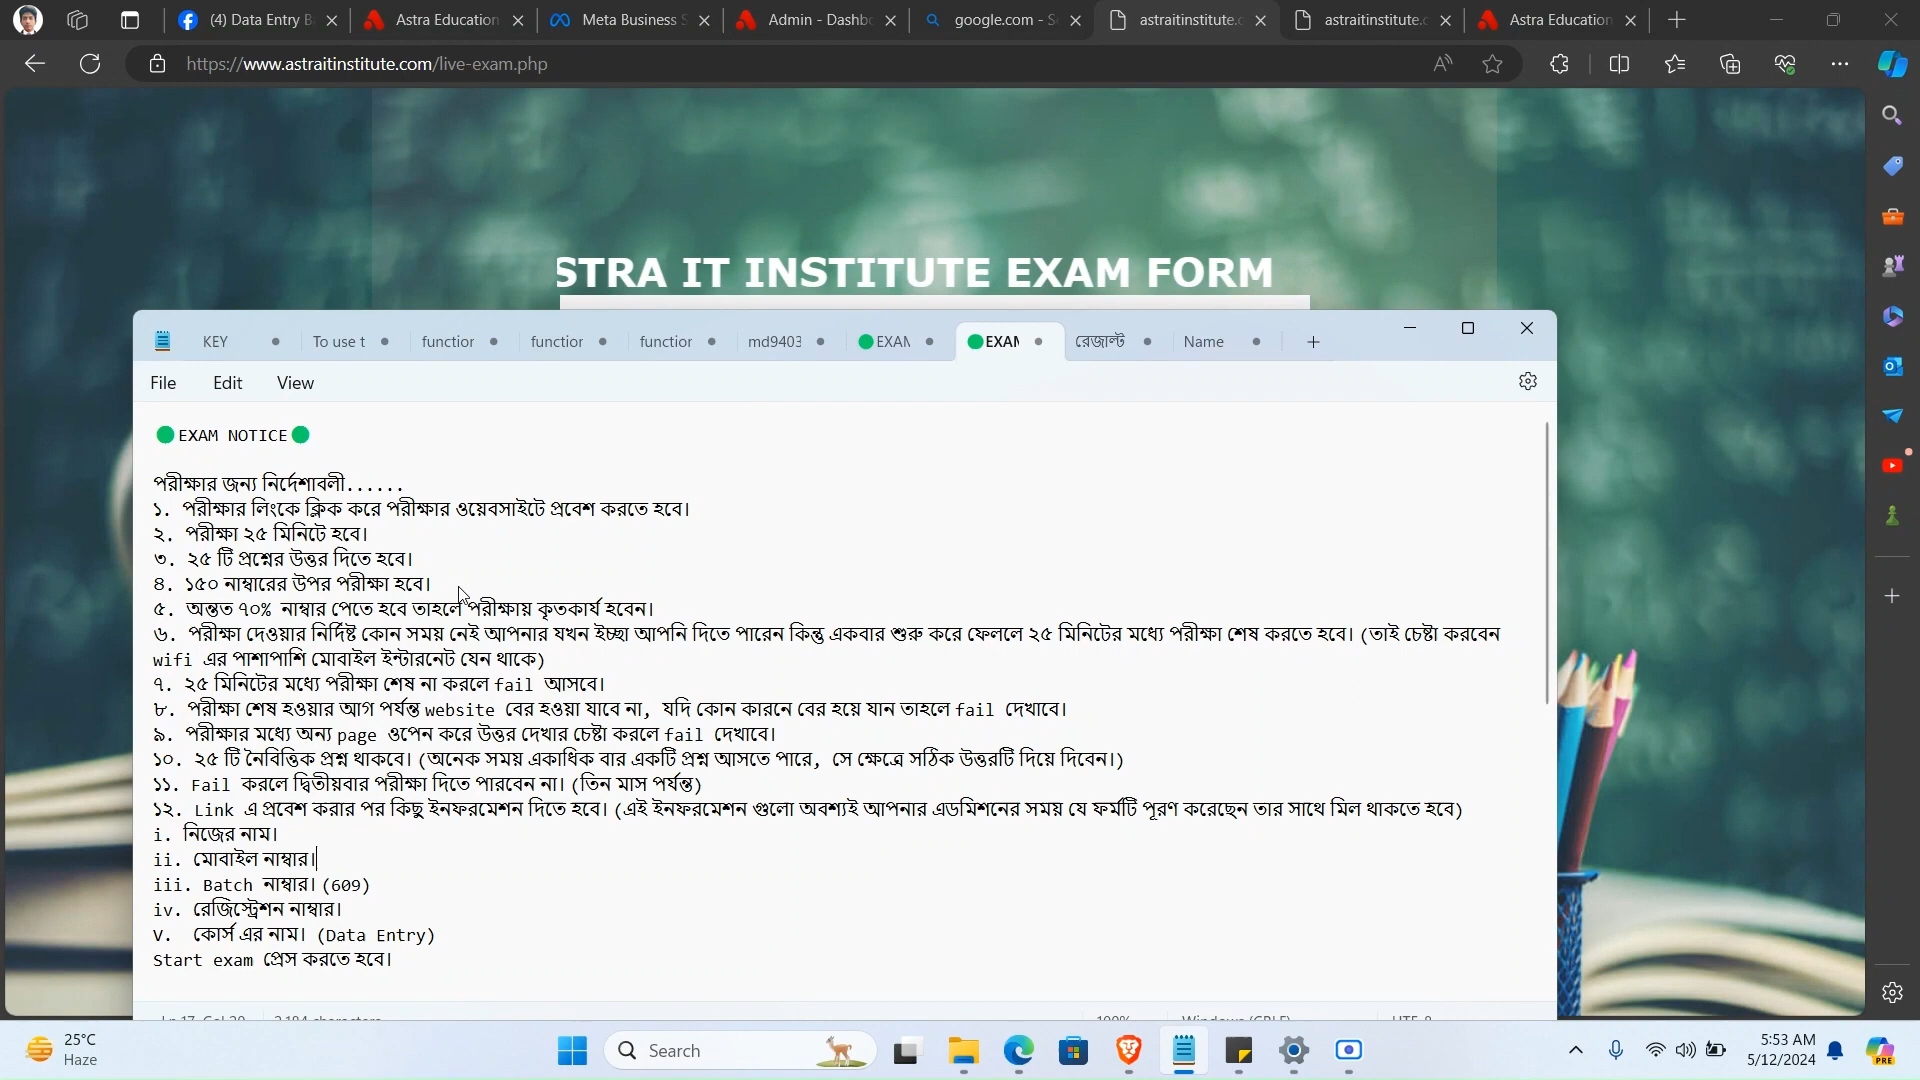 (4) Data Entry B
Astra Education
Meta Business S
Admin - Dashbo
google.com - Se
astraitinstitute.c
astraitinstitute.c
Astra Education
https://www.astraitinstitute.com/live-exam.php
STRA IT INSTITUTE EXAM FORM
KEY
To use t
function
function
function
md9403
🟢EXAM
🟢EXAM
রেজাল্ট
Name
File
Edit
View
🟢EXAM NOTICE🟢
পরীক্ষার জন্য নির্দেশাবলী......
১. পরীক্ষার লিংকে ক্লিক করে পরীক্ষার ওয়েবসাইটে প্রবেশ করতে হবে।
২. পরীক্ষা ২৫ মিনিটে হবে।
৩. ২৫ টি প্রশ্নের উত্তর দিতে হবে।
৪. ১৫০ নাম্বারের উপর পরীক্ষা হবে।
৫. অন্তত ৭০% নাম্বার পেতে হবে তাহলে পরীক্ষায় কৃতকার্য হবেন।
৬. পরীক্ষা দেওয়ার নির্দিষ্ট কোন সময় নেই আপনার যখন ইচ্ছা আপনি দিতে পারেন কিন্তু একবার শুরু করে ফেললে ২৫ মিনিটের মধ্যে পরীক্ষা শেষ করতে হবে। (তাই চেষ্টা করবেন
wifi এর পাশাপাশি মোবাইল ইন্টারনেট যেন থাকে)
৭. ২৫ মিনিটের মধ্যে পরীক্ষা শেষ না করলে fail আসবে।
৮. পরীক্ষা শেষ হওয়ার আগ পর্যন্ত website বের হওয়া যাবে না, যদি কোন কারনে বের হয়ে যান তাহলে fail দেখাবে।
৯. পরীক্ষার মধ্যে অন্য page ওপেন করে উত্তর দেখার চেষ্টা করলে fail দেখাবে।
১০. ২৫ টি নৈবিত্তিক প্রশ্ন থাকবে। (অনেক সময় একাধিক বার একটি প্রশ্ন আসতে পারে, সে ক্ষেত্রে সঠিক উত্তরটি দিয়ে দিবেন।)
১১. Fail করলে দ্বিতীয়বার পরীক্ষা দিতে পারবেন না। (তিন মাস পর্যন্ত)
১২. Link এ প্রবেশ করার পর কিছু ইনফরমেশন দিতে হবে। (এই ইনফরমেশন গুলো অবশ্যই আপনার এডমিশনের সময় যে ফর্মটি পূরণ করেছেন তার সাথে মিল থাকতে হবে)
i. নিজের নাম।
ii. মোবাইল নাম্বার।
iii. Batch নাম্বার। (609)
iv. রেজিস্ট্রেশন নাম্বার।
V. কোর্স এর নাম। (Data Entry)
Start exam প্রেস করতে হবে।
25°C
Haze
Search
5:53 AM
5/12/2024
PRE